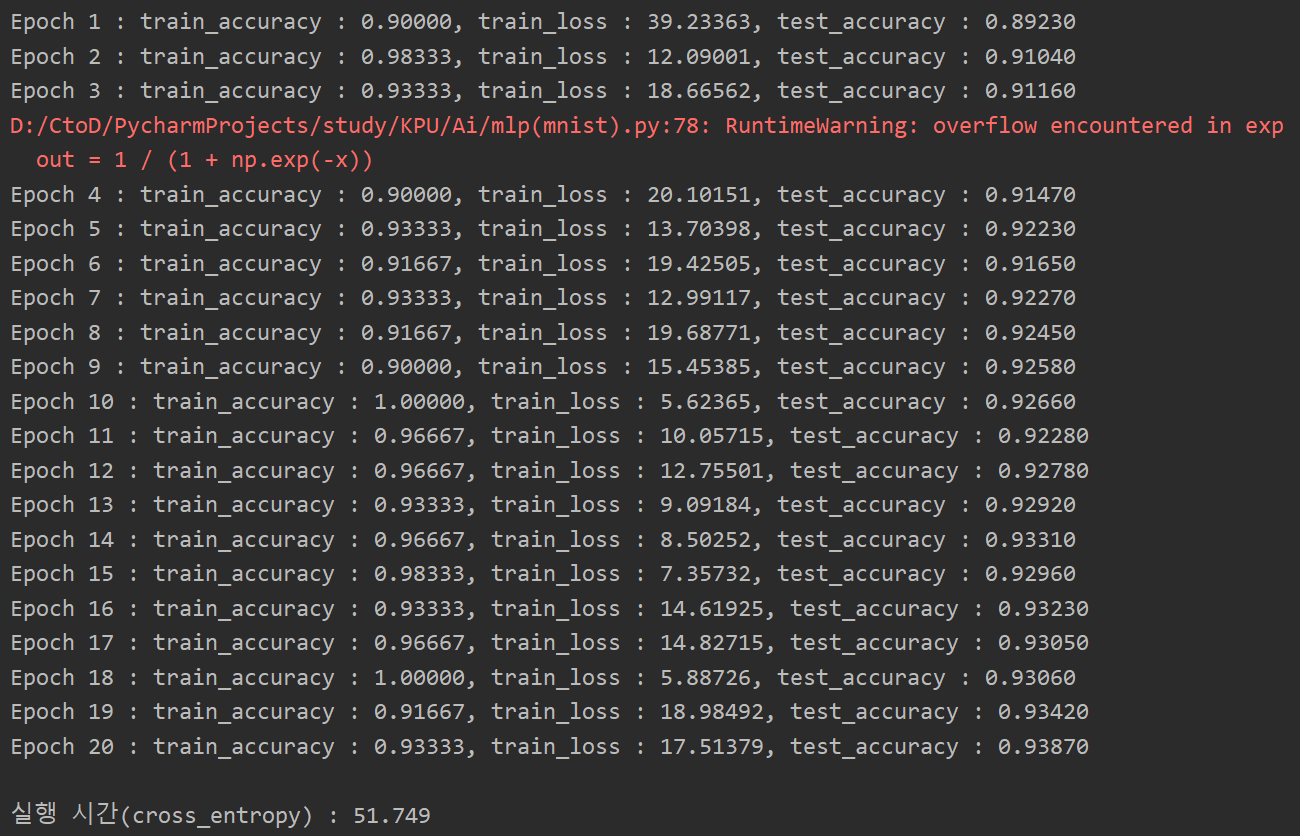 Epoch 1 : train_accuracy : 0.90000, train_loss : 39.23363, test_accuracy : 0.89230
Epoch 2 : train_accuracy : 0.98333, train_loss : 12.09001, test_accuracy : 0.91040
Epoch 3 : train_accuracy : 0.93333, train_loss : 18.66562, test_accuracy : 0.91160
D:/CtoD/PycharmProjects/study/KPU/Ai/mlp(mnist).py:78: RuntimeWarning: overflow encountered in exp
  out = 1 / (1 + np.exp(-x))
Epoch 4 : train_accuracy : 0.90000, train_loss : 20.10151, test_accuracy : 0.91470
Epoch 5 : train_accuracy : 0.93333, train_loss : 13.70398, test_accuracy : 0.92230
Epoch 6 : train_accuracy : 0.91667, train_loss : 19.42505, test_accuracy : 0.91650
Epoch 7 : train_accuracy : 0.93333, train_loss : 12.99117, test_accuracy : 0.92270
Epoch 8 : train_accuracy : 0.91667, train_loss : 19.68771, test_accuracy : 0.92450
Epoch 9 : train_accuracy : 0.90000, train_loss : 15.45385, test_accuracy : 0.92580
Epoch 10 : train_accuracy : 1.00000, train_loss : 5.62365, test_accuracy : 0.92660
Epoch 11 : train_accuracy : 0.96667, train_loss : 10.05715, test_accuracy : 0.92280
Epoch 12 : train_accuracy : 0.96667, train_loss : 12.75501, test_accuracy : 0.92780
Epoch 13 : train_accuracy : 0.93333, train_loss : 9.09184, test_accuracy : 0.92920
Epoch 14 : train_accuracy : 0.96667, train_loss : 8.50252, test_accuracy : 0.93310
Epoch 15 : train_accuracy : 0.98333, train_loss : 7.35732, test_accuracy : 0.92960
Epoch 16 : train_accuracy : 0.93333, train_loss : 14.61925, test_accuracy : 0.93230
Epoch 17 : train_accuracy : 0.96667, train_loss : 14.82715, test_accuracy : 0.93050
Epoch 18 : train_accuracy : 1.00000, train_loss : 5.88726, test_accuracy : 0.93060
Epoch 19 : train_accuracy : 0.91667, train_loss : 18.98492, test_accuracy : 0.93420
Epoch 20 : train_accuracy : 0.93333, train_loss : 17.51379, test_accuracy : 0.93870
실행 시간(cross_entropy) : 51.749